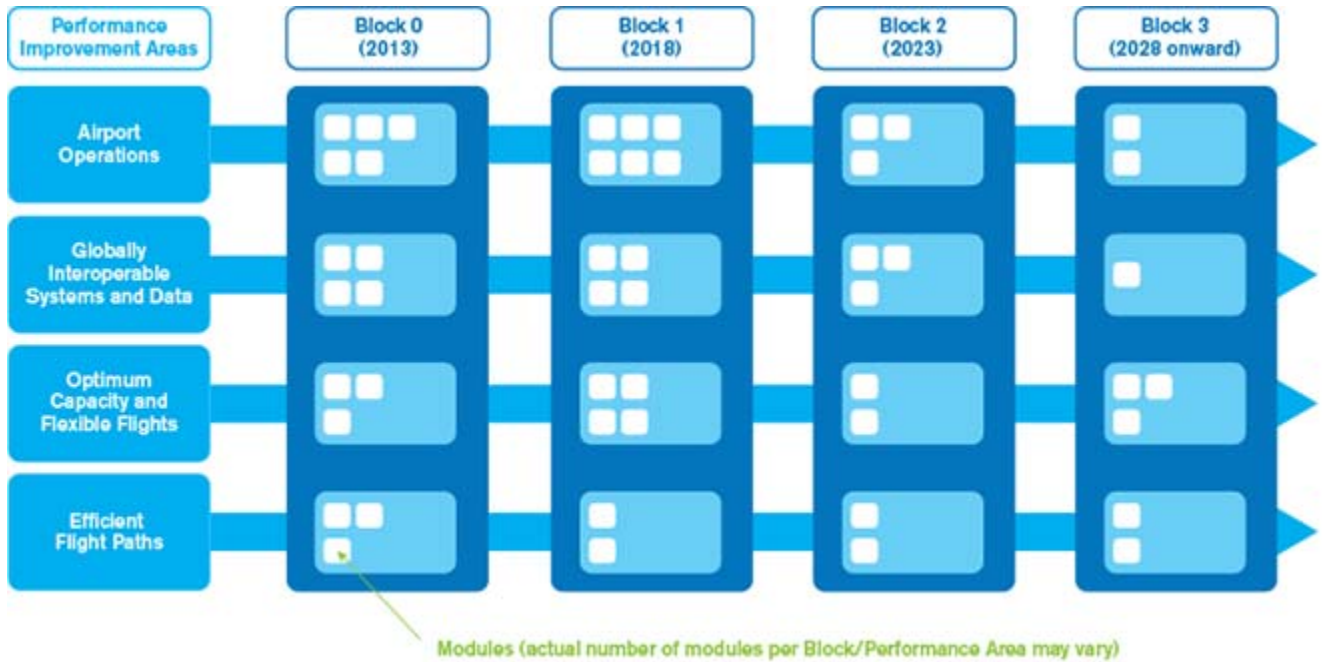 Performance
Improvement Areas
Block 0
(2013)
Block 1
(2018)
Block 2
(2023)
Block 3
(2028 onward)
Airport
Operations
Globally
Interoperable
Systems and Data
Optimum
Capacity and
Flexible Flights
Efficient
Flight Paths
Modules (actual number of modules per Block/Performance Area may vary)